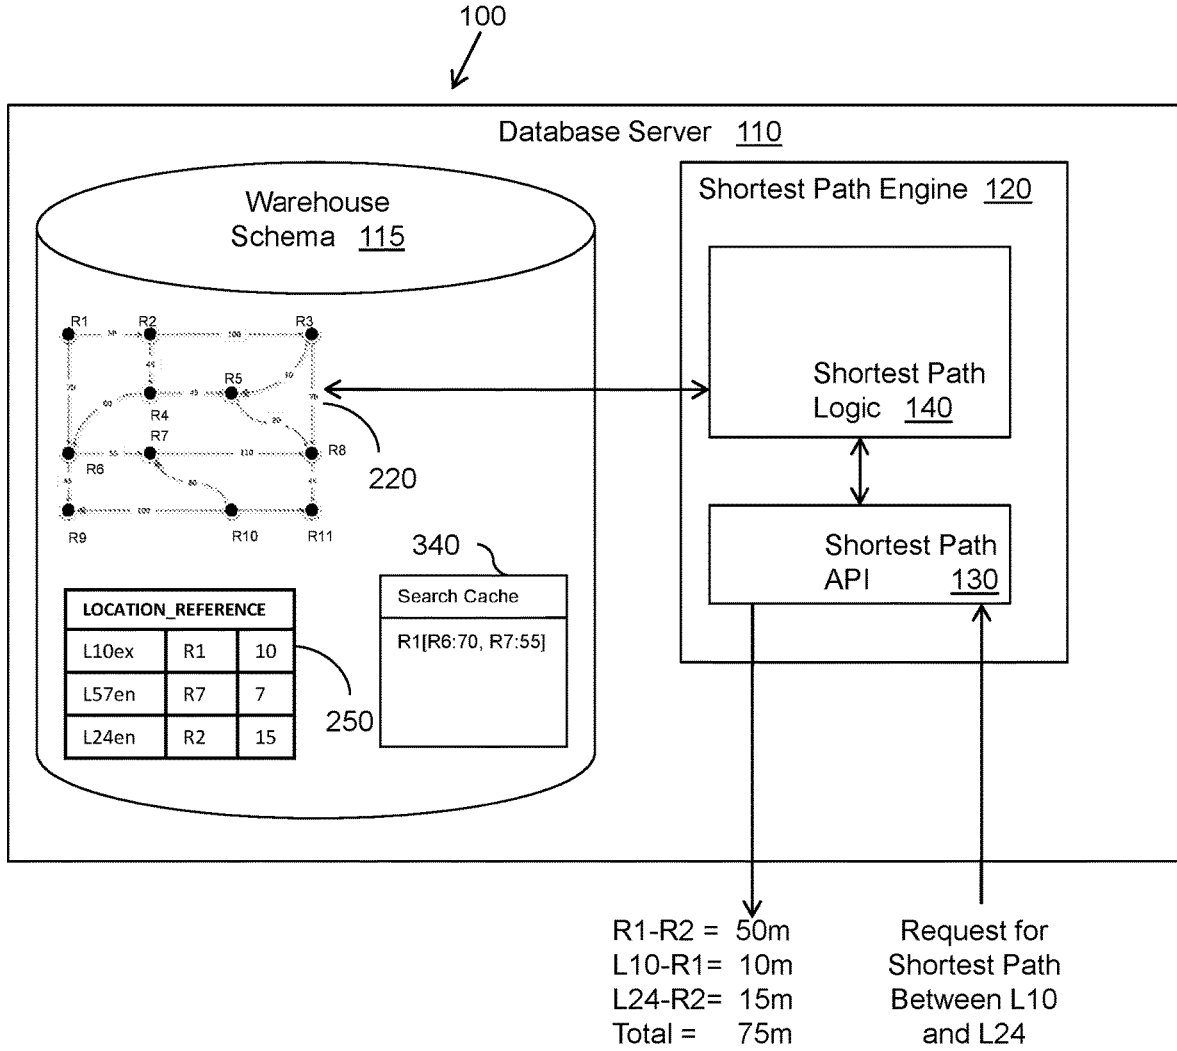 100
Database Server 110
Warehouse
Schema 115
Shortest Path Engine 120
R1
R2
R3
100
R5
R4
R7
R6
R8
110
R9
R10
R11
220
Shortest Path
Logic 140
Shortest Path
API 130
340
Search Cache
R1[R6:70, R7:55]
LOCATION_REFERENCE
L10ex R1 10
L57en R7 7
L24en R2 15
250
R1-R2 = 50m
L10-R1= 10m
L24-R2= 15m
Total = 75m
Request for
Shortest Path
Between L10
and L24